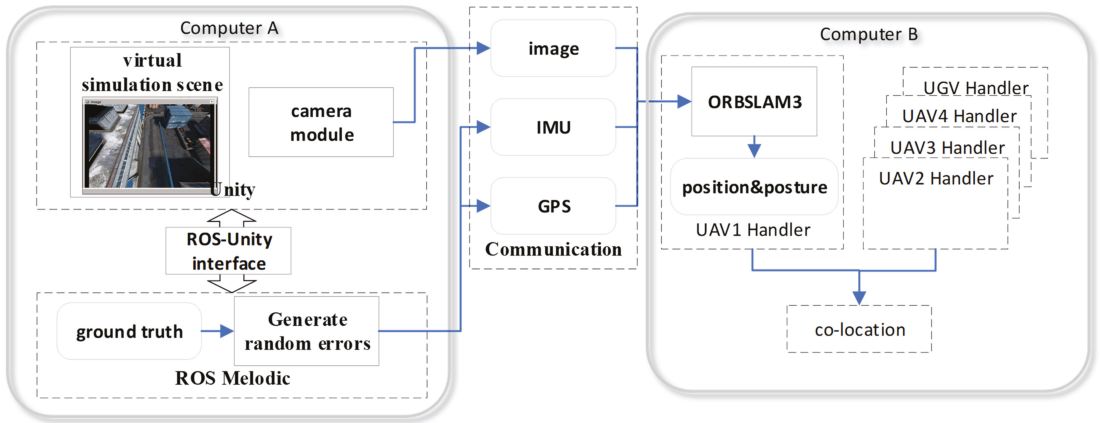 Computer A
virtual
simulation scene
Unity
camera
module
ROS-Unity
interface
ground truth
Generate
random errors
ROS Melodic
image
IMU
GPS
Communication
Computer B
ORBSLAM3
position&posture
UAV1 Handler
UGV Handler
UAV4 Handler
UAV3 Handler
UAV2 Handler
co-location